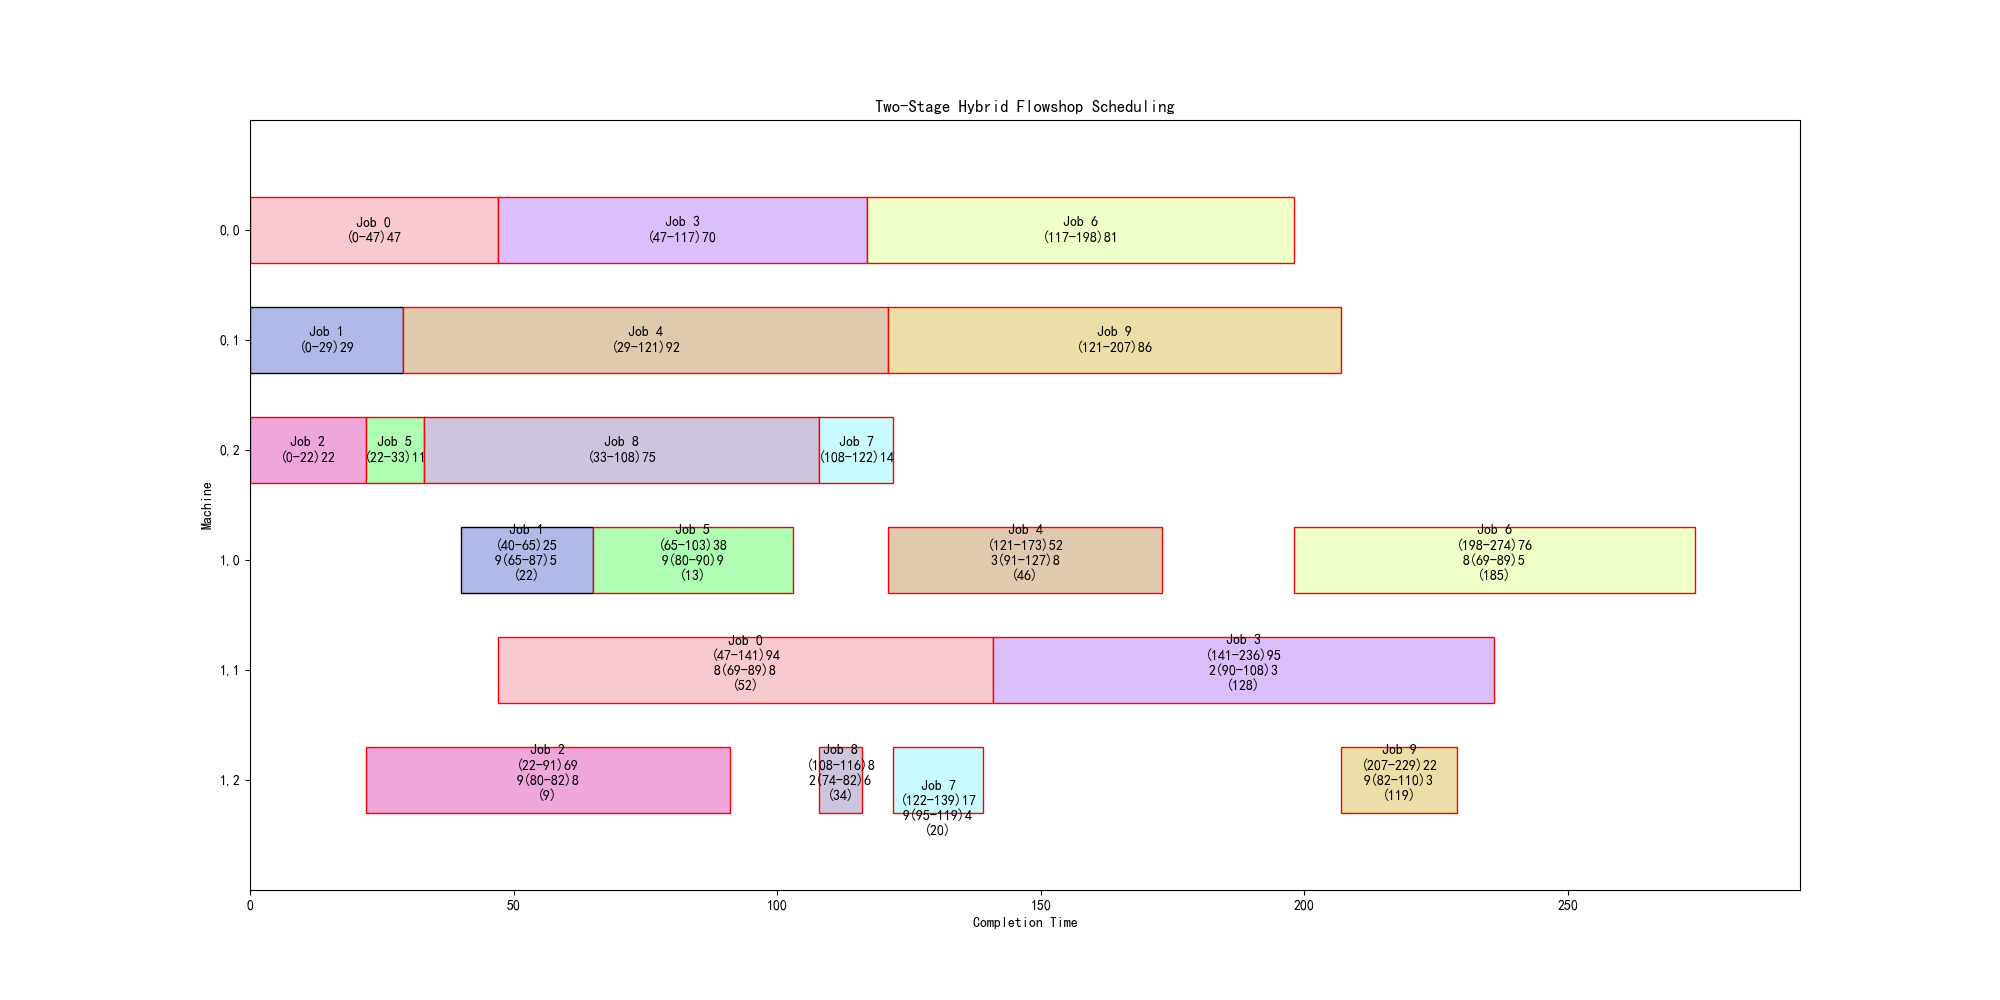 Two-Stage Hybrid Flowshop Scheduling
0,0
Job 0
(0-47)47
Job 3
(47-117)70
Job 6
(117-198)81
0,1
Job 1
(0-29)29
Job 4
(29-121)92
Job 9
(121-207)86
0,2
Job 2
(0-22)22
Job 5
(22-33)11
Job 8
(33-108)75
Job 7
(108-122)14
Machine
1,0
Job 1
(40-65)25
9(65-87)5
(22)
Job 5
(65-103)38
9(80-90)9
(13)
Job 4
(121-173)52
3(91-127)8
(46)
Job 6
(198-274)76
8(69-89)5
(185)
1,1
Job 0
(47-141)94
8(69-89)8
(52)
Job 3
(141-236)95
2(90-108)3
(128)
1,2
Job 2
(22-91)69
9(80-82)8
(9)
Job 8
(108-116)8
2(74-82)6
(34)
Job 7
(122-139)17
9(95-119)4
(20)
Job 9
(207-229)22
9(82-110)3
(119)
0
50
100
150
200
250
Completion Time